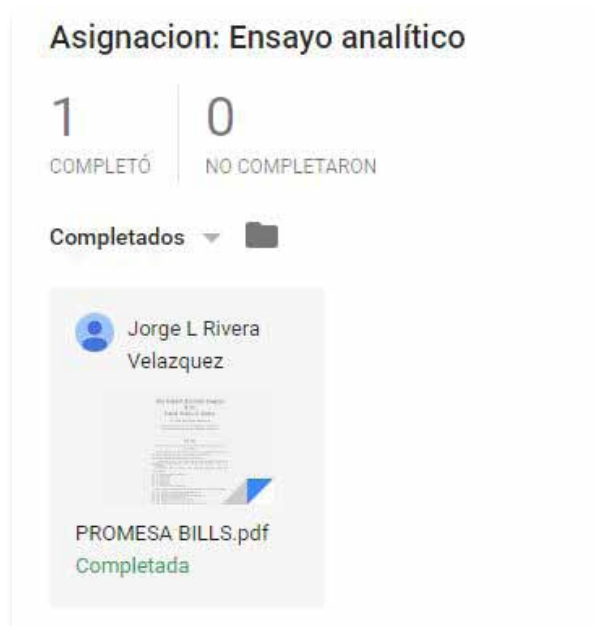 Asignacion: Ensayo analítico
1 0
COMPLETÓ NO COMPLETARON
Completados
Jorge L Rivera
Velazquez
PROMESA BILLS.pdf
Completada